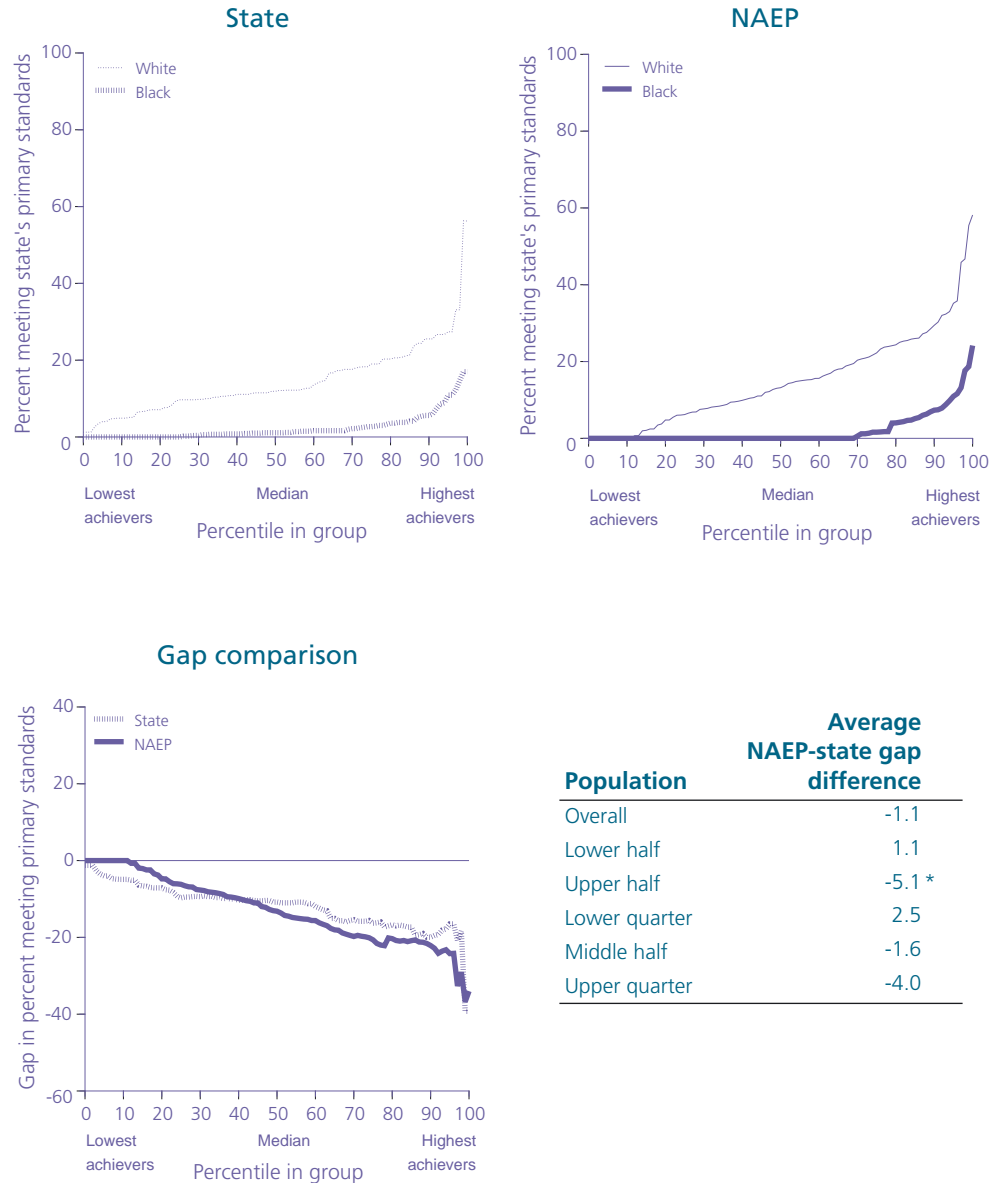 State
Percent meeting state's primary standards
100
80
60
40
20
0
White
Black
0 10 20 30 40 50 60 70 80 90 100
Lowest achievers
Median
Highest achievers
Percentile in group
NAEP
Percent meeting state's primary standards
100
80
60
40
20
0
White
Black
0 10 20 30 40 50 60 70 80 90 100
Lowest achievers
Median
Highest achievers
Percentile in group
Gap comparison
Gap in percent meeting primary standards
40
20
0
-20
-40
-60
State
NAEP
0 10 20 30 40 50 60 70 80 90 100
Lowest achievers
Median
Highest achievers
Percentile in group
Average
NAEP-state gap
Population difference
Overall -1.1
Lower half 1.1
Upper half -5.1 *
Lower quarter 2.5
Middle half -1.6
Upper quarter -4.0